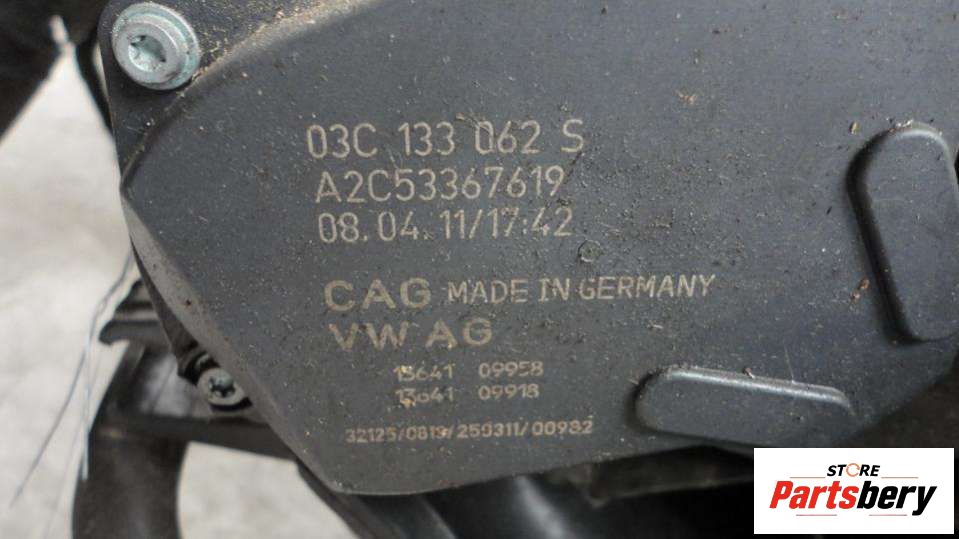 03C 133 062 S
A2C53367619
08.04.11/17:42
CAG MADE IN GERMANY
VW AG
15641 09958
13641 09918
32125/0819/250311/00982
STORE
Partsbery